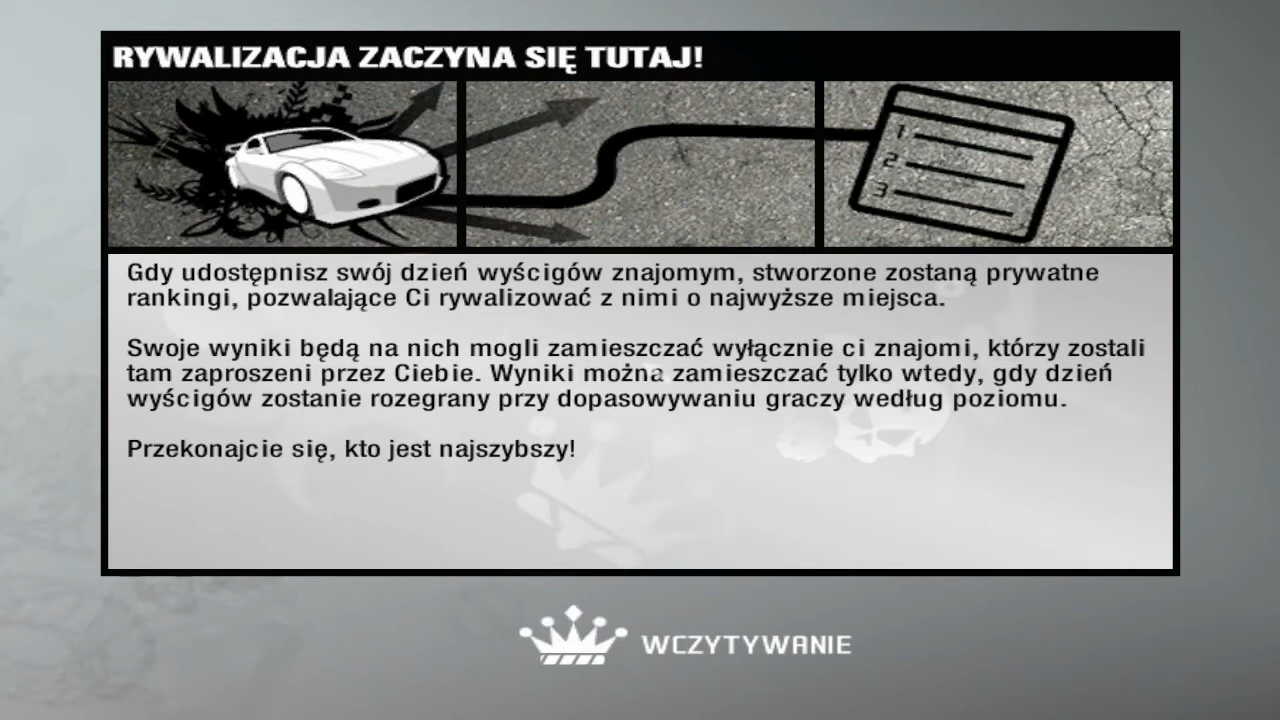 RYWALIZACJA ZACZYNA SIĘ TUTAJ!
1
2
3
Gdy udostępnisz swój dzień wyścigów znajomym, stworzone zostaną prywatne
rankingi, pozwalające Ci rywalizować z nimi o najwyższe miejsca.
Swoje wyniki będą na nich mogli zamieszczać wyłącznie ci znajomi, którzy zostali
tam zaproszeni przez Ciebie. Wyniki można zamieszczać tylko wtedy, gdy dzień
wyścigów zostanie rozegrany przy dopasowywaniu graczy według poziomu.
Przekonajcie się, kto jest najszybszy!
WCZYTYWANIE